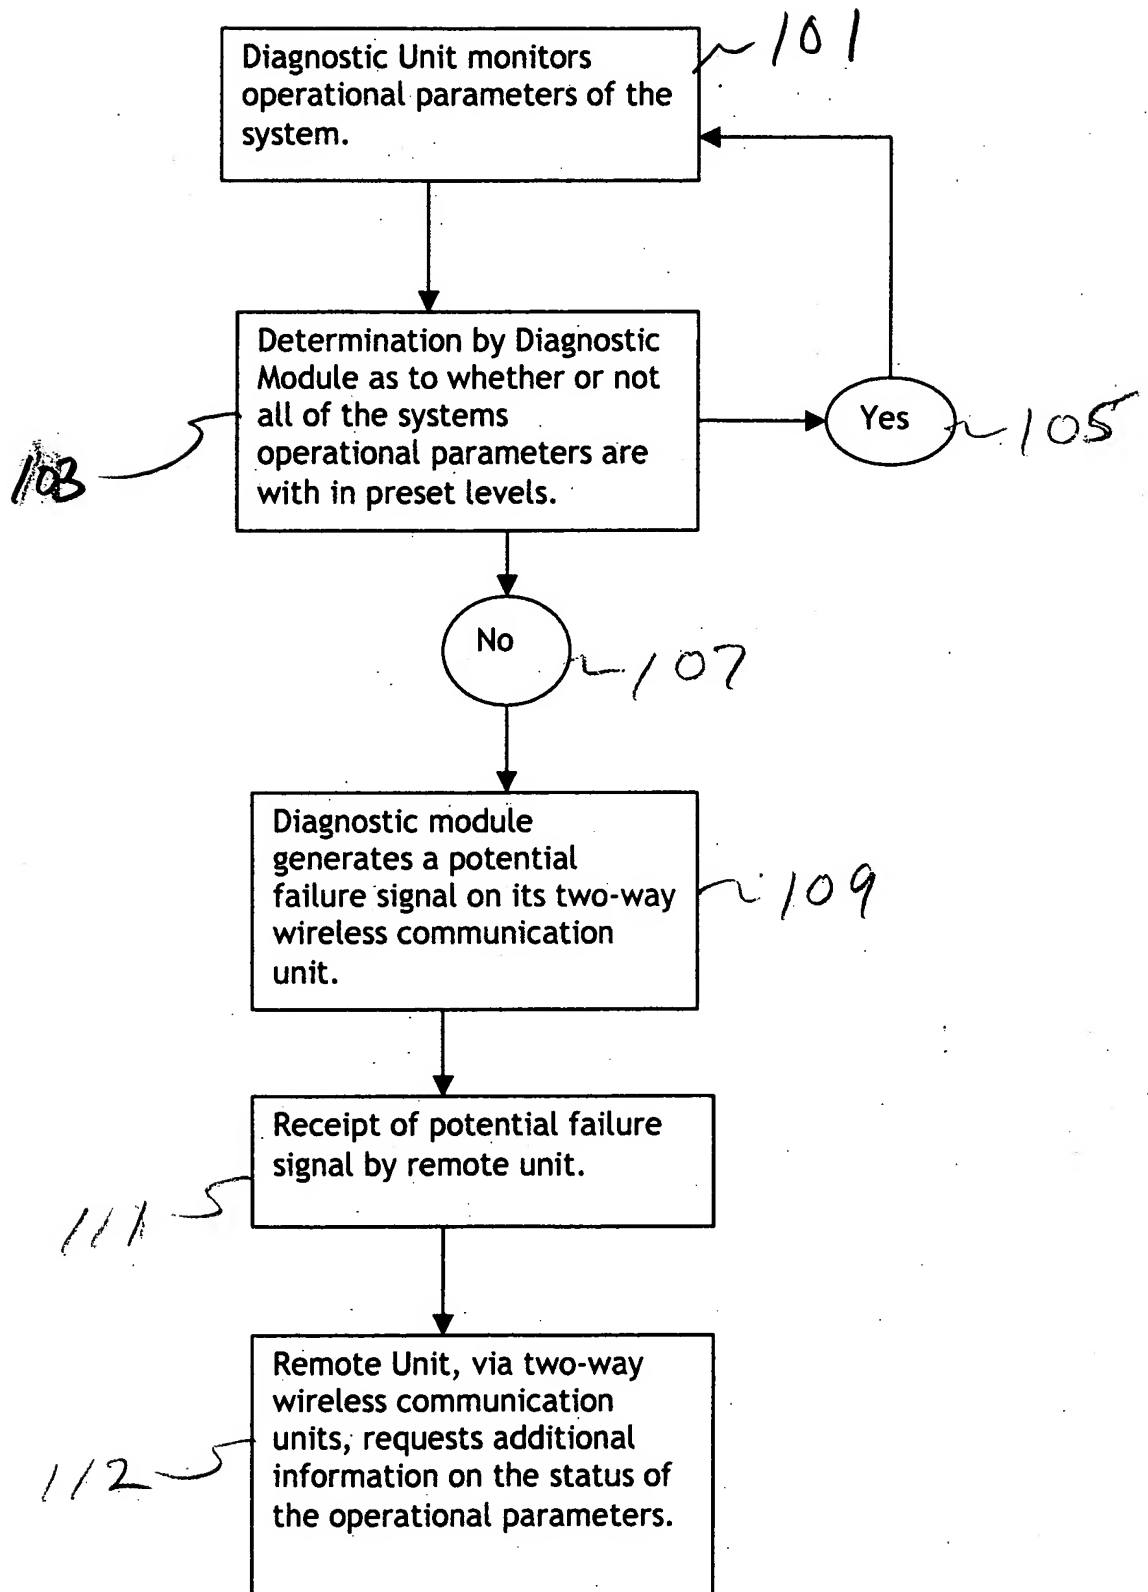 Diagnostic Unit monitors
operational parameters of the
system.
101
Determination by Diagnostic
Module as to whether or not
all of the systems
operational parameters are
with in preset levels.
103
Yes
105
No
107
Diagnostic module
generates a potential
failure signal on its two-way
wireless communication
unit.
109
Receipt of potential failure
signal by remote unit.
111
Remote Unit, via two-way
wireless communication
units, requests additional
information on the status of
the operational parameters.
112